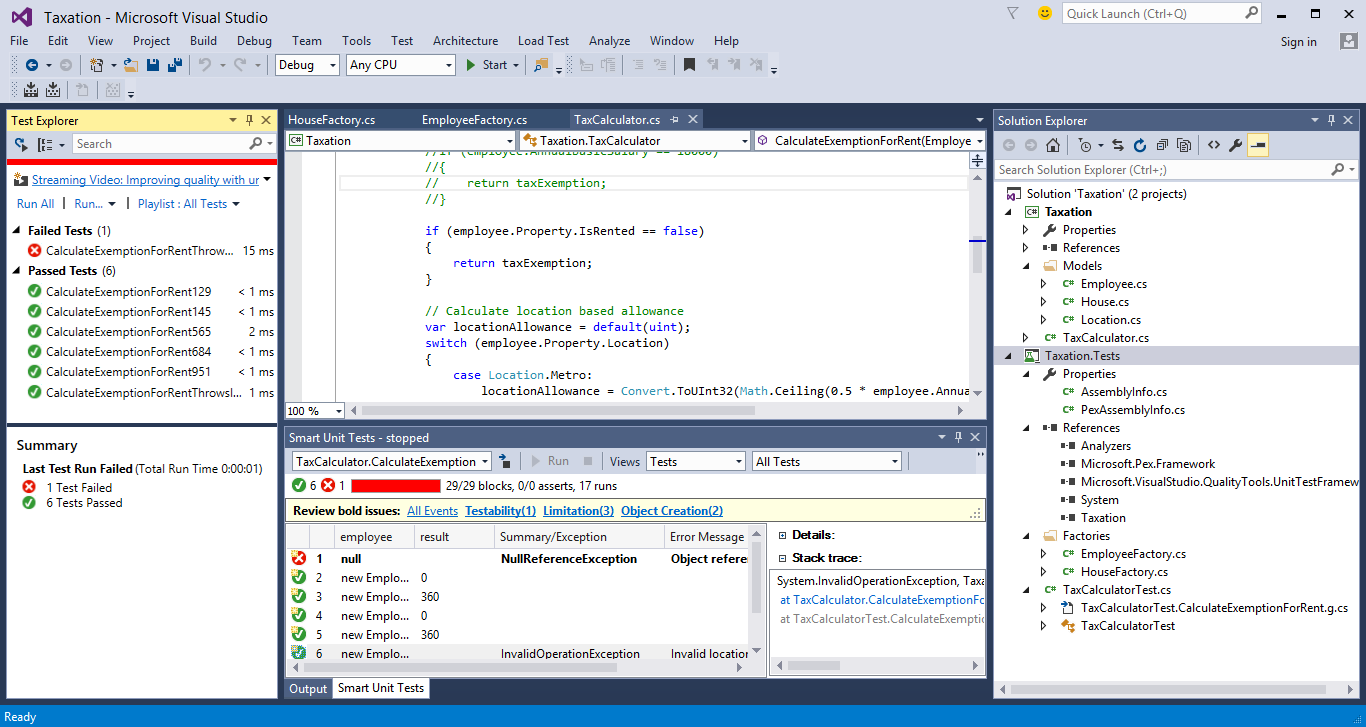 Taxation - Microsoft Visual Studio
Quick Launch (Ctrl+Q)
File Edit View Project Build Debug Team Tools Test Architecture Load Test Analyze Window Help
Sign in
Debug Any CPU Start
Test Explorer
Search
Streaming Video: Improving quality with ur
Run All Run... Playlist : All Tests
Failed Tests (1)
CalculateExemptionForRentThrow... 15 ms
Passed Tests (6)
CalculateExemptionForRent129 < 1 ms
CalculateExemptionForRent145 < 1 ms
CalculateExemptionForRent565 2 ms
CalculateExemptionForRent684 < 1 ms
CalculateExemptionForRent951 < 1 ms
CalculateExemptionForRentThrowsI... 1 ms
Summary
Last Test Run Failed (Total Run Time 0:00:01)
1 Test Failed
6 Tests Passed
HouseFactory.cs EmployeeFactory.cs TaxCalculator.cs
C# Taxation Taxation.TaxCalculator CalculateExemptionForRent(Employe
//if (employee.AnnualBasicSalary == 18000)
//{
// return taxExemption;
//}
if (employee.Property.IsRented == false)
{
return taxExemption;
}
// Calculate location based allowance
var locationAllowance = default(uint);
switch (employee.Property.Location)
{
case Location.Metro:
locationAllowance = Convert.ToUInt32(Math.Ceiling(0.5 * employee.Annua
100 %
Smart Unit Tests - stopped
TaxCalculator.CalculateExemption Run Views Tests All Tests
6 1 29/29 blocks, 0/0 asserts, 17 runs
Review bold issues: All Events Testability(1) Limitation(3) Object Creation(2)
employee result Summary/Exception Error Message
1 null NullReferenceException Object refere
2 new Emplo... 0
3 new Emplo... 360
4 new Emplo... 0
5 new Emplo... 360
6 new Emplo... InvalidOperationException Invalid location
Details:
Stack trace:
System.InvalidOperationException, Taxa
at TaxCalculator.CalculateExemptionFo
at TaxCalculatorTest.CalculateExemptio
Output Smart Unit Tests
Solution Explorer
Search Solution Explorer (Ctrl+;)
Solution 'Taxation' (2 projects)
C# Taxation
Properties
References
Models
C# Employee.cs
C# House.cs
C# Location.cs
C# TaxCalculator.cs
Taxation.Tests
Properties
C# AssemblyInfo.cs
C# PexAssemblyInfo.cs
References
Analyzers
Microsoft.Pex.Framework
Microsoft.VisualStudio.QualityTools.UnitTestFramew
System
Taxation
Factories
C# EmployeeFactory.cs
C# HouseFactory.cs
C# TaxCalculatorTest.cs
TaxCalculatorTest.CalculateExemptionForRent.g.cs
TaxCalculatorTest
Ready